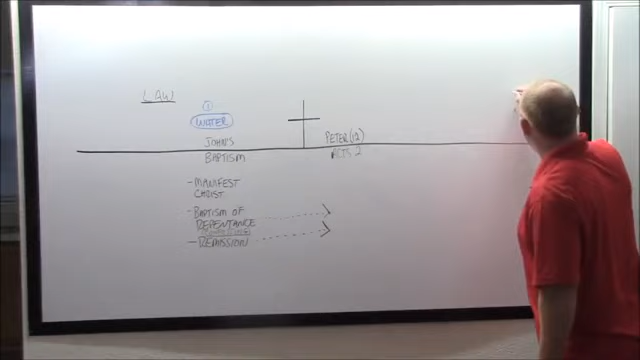 LAW
1
WATER
JOHN'S
BAPTISM
PETER (12)
ACTS 2
- MANIFEST
CHRIST
- BAPTISM OF
REPENTANCE
- REMISSION